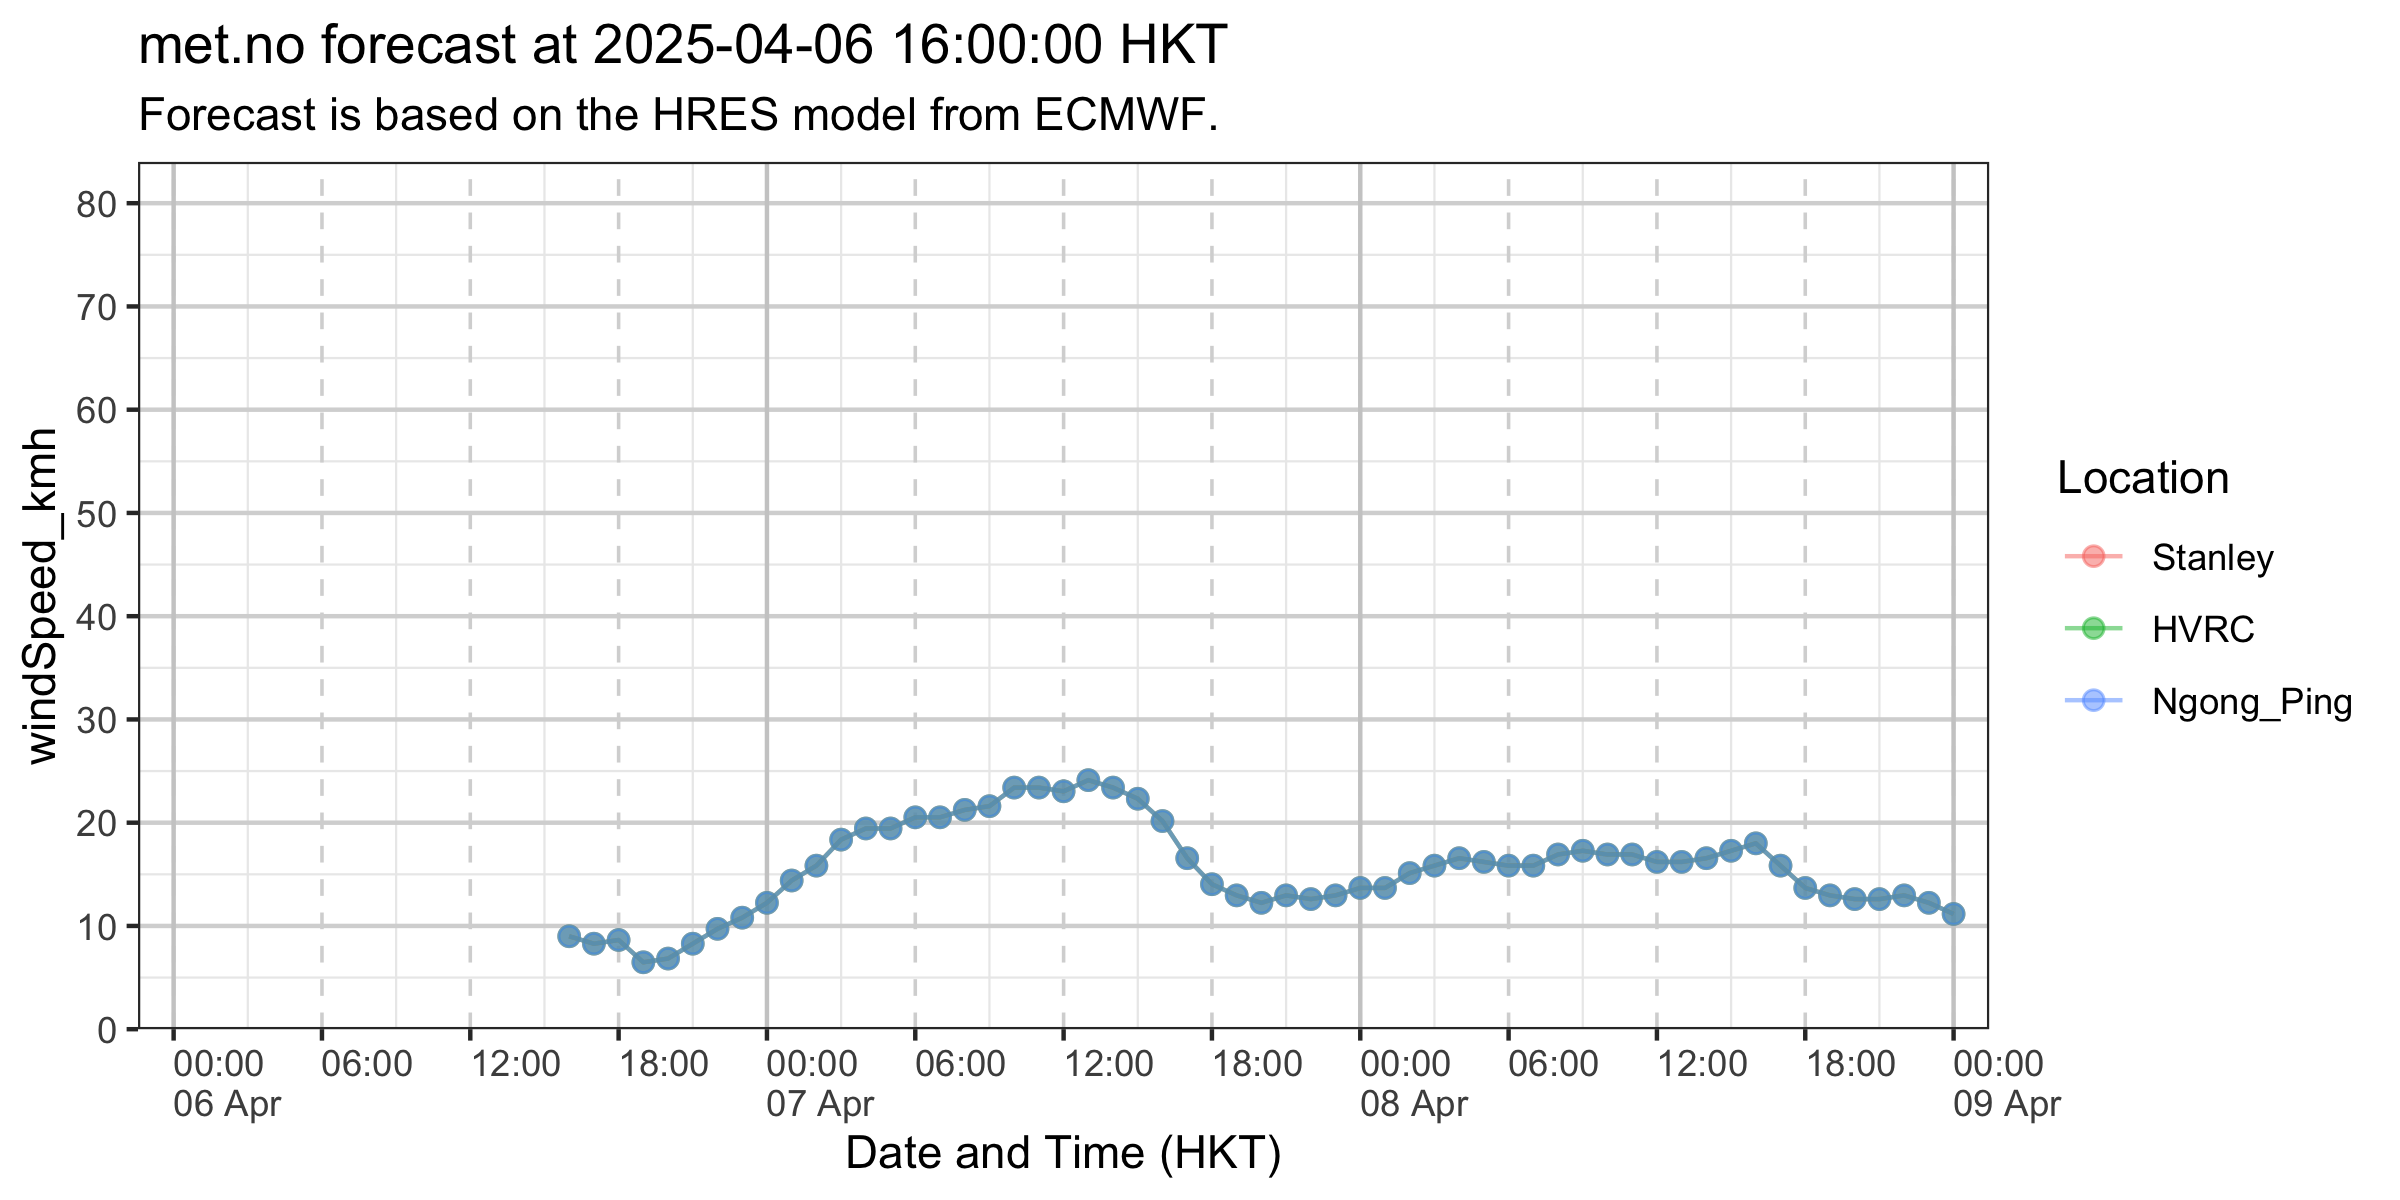 met.no forecast at 2025-04-06 16:00:00 HKT
Forecast is based on the HRES model from ECMWF.
windSpeed_kmh
80
70
60
50
40
30
20
10
0
00:00 06:00 12:00 18:00 00:00 06:00 12:00 18:00 00:00 06:00 12:00 18:00 00:00
06 Apr 07 Apr 08 Apr 09 Apr
Date and Time (HKT)
Location
Stanley
HVRC
Ngong_Ping